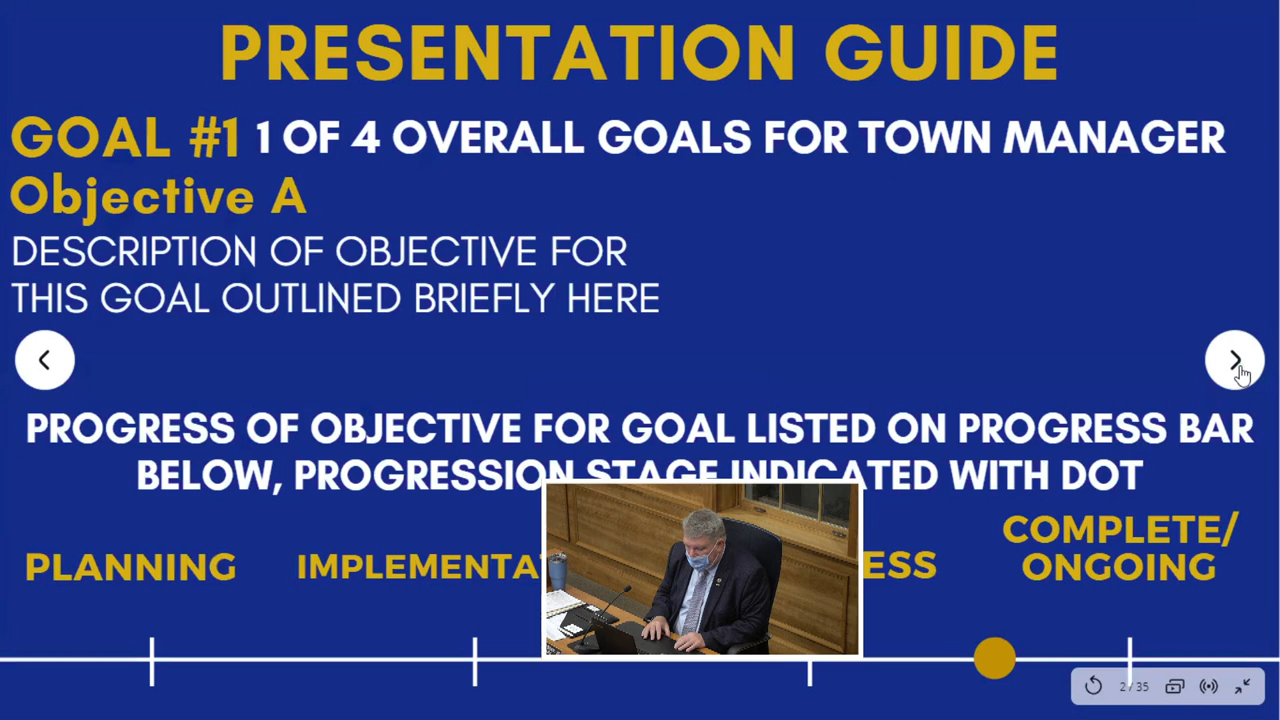 PRESENTATION GUIDE
GOAL #1 1 OF 4 OVERALL GOALS FOR TOWN MANAGER
Objective A
DESCRIPTION OF OBJECTIVE FOR
THIS GOAL OUTLINED BRIEFLY HERE
PROGRESS OF OBJECTIVE FOR GOAL LISTED ON PROGRESS BAR
BELOW, PROGRESSION STAGE INDICATED WITH DOT
PLANNING IMPLEMENTA ESS COMPLETE/
ONGOING
2 / 35